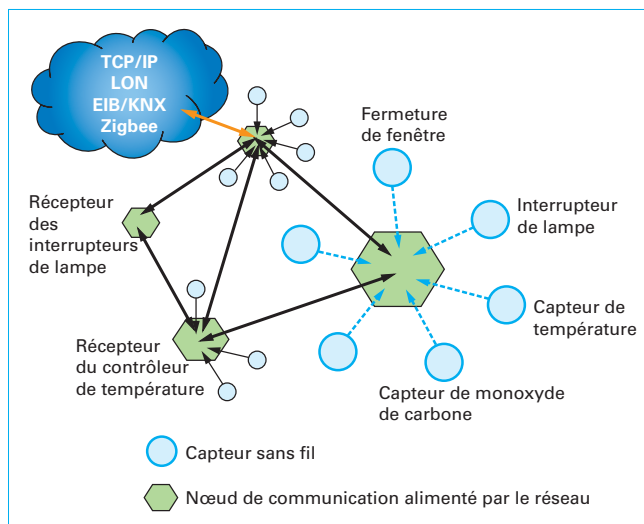 TCP/IP
LON
EIB/KNX
Zigbee
Fermeture
de fenêtre
Récepteur
des
interrupteurs
de lampe
Interrupteur
de lampe
Capteur de
température
Récepteur
du contrôleur
de température
Capteur de monoxyde
de carbone
Capteur sans fil
Nœud de communication alimenté par le réseau